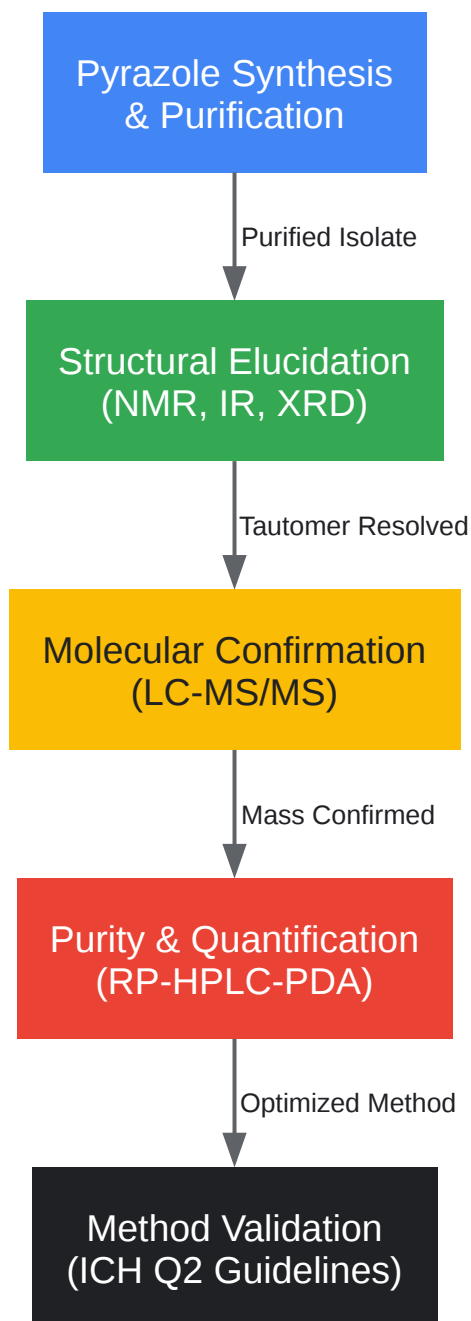 Pyrazole Synthesis
& Purification
Purified Isolate
Structural Elucidation
(NMR, IR, XRD)
Tautomer Resolved
Molecular Confirmation
(LC-MS/MS)
Mass Confirmed
Purity & Quantification
(RP-HPLC-PDA)
Optimized Method
Method Validation
(ICH Q2 Guidelines)